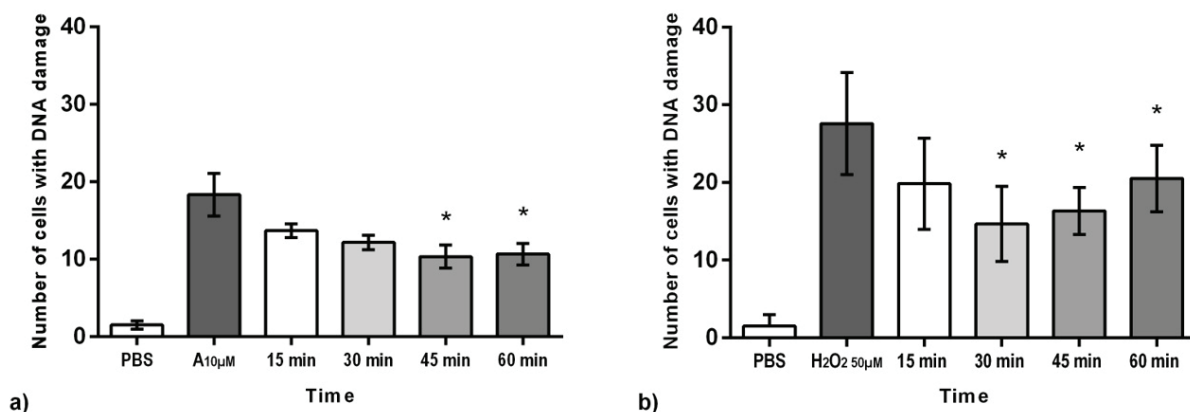 Number of cells with DNA damage
40
30
20
10
0
* *
PBS A10µM 15 min 30 min 45 min 60 min
Time
a)
Number of cells with DNA damage
40
30
20
10
0
* * *
PBS H2O2 50µM 15 min 30 min 45 min 60 min
Time
b)